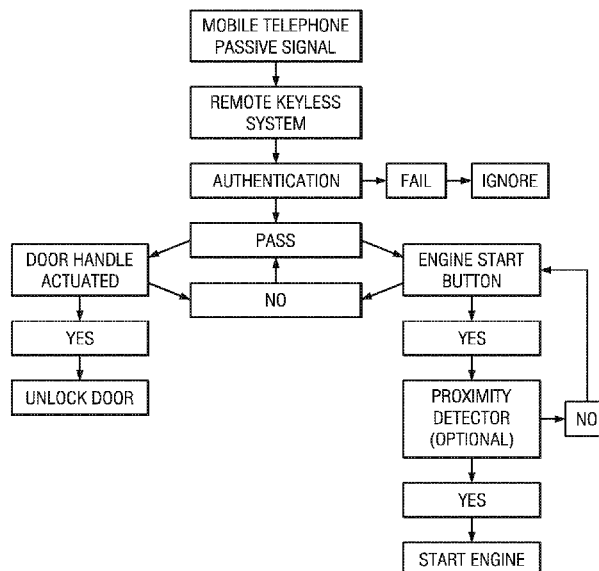 MOBILE TELEPHONE
PASSIVE SIGNAL
REMOTE KEYLESS
SYSTEM
AUTHENTICATION
FAIL
IGNORE
PASS
DOOR HANDLE
ACTUATED
NO
ENGINE START
BUTTON
YES
YES
UNLOCK DOOR
PROXIMITY
DETECTOR
(OPTIONAL)
NO
YES
START ENGINE